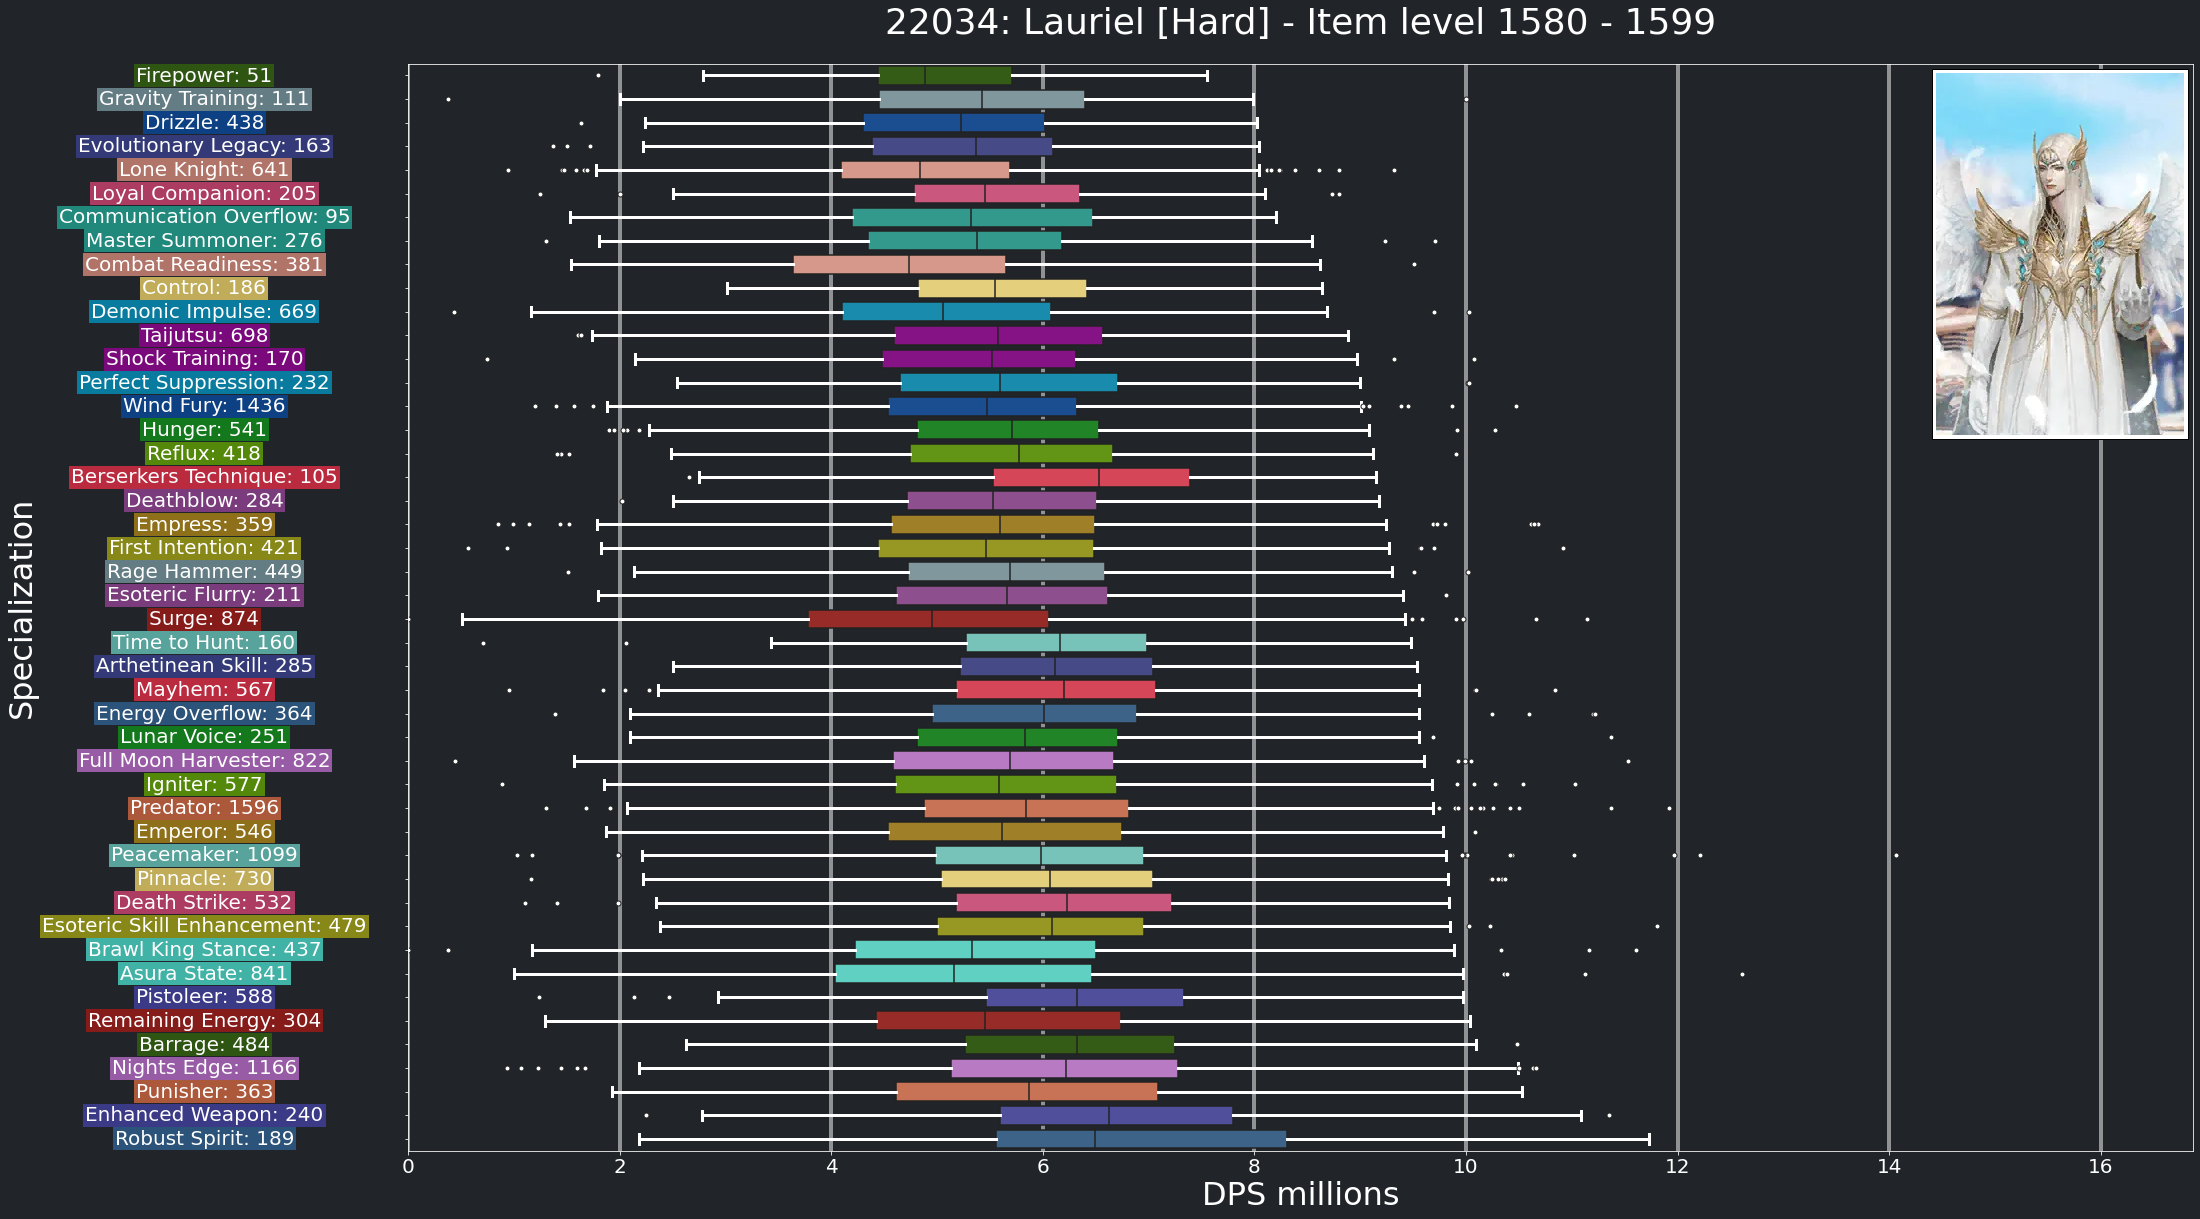 22034: Lauriel [Hard] - Item level 1580 - 1599
Firepower: 51
Gravity Training: 111
Drizzle: 438
Evolutionary Legacy: 163
Lone Knight: 641
Loyal Companion: 205
Communication Overflow: 95
Master Summoner: 276
Combat Readiness: 381
Control: 186
Demonic Impulse: 669
Taijutsu: 698
Shock Training: 170
Perfect Suppression: 232
Wind Fury: 1436
Hunger: 541
Reflux: 418
Berserkers Technique: 105
Deathblow: 284
Empress: 359
First Intention: 421
Rage Hammer: 449
Esoteric Flurry: 211
Surge: 874
Time to Hunt: 160
Arthetinean Skill: 285
Mayhem: 567
Energy Overflow: 364
Lunar Voice: 251
Full Moon Harvester: 822
Igniter: 577
Predator: 1596
Emperor: 546
Peacemaker: 1099
Pinnacle: 730
Death Strike: 532
Esoteric Skill Enhancement: 479
Brawl King Stance: 437
Asura State: 841
Pistoleer: 588
Remaining Energy: 304
Barrage: 484
Nights Edge: 1166
Punisher: 363
Enhanced Weapon: 240
Robust Spirit: 189
Specialization
0 2 4 6 8 10 12 14 16
DPS millions